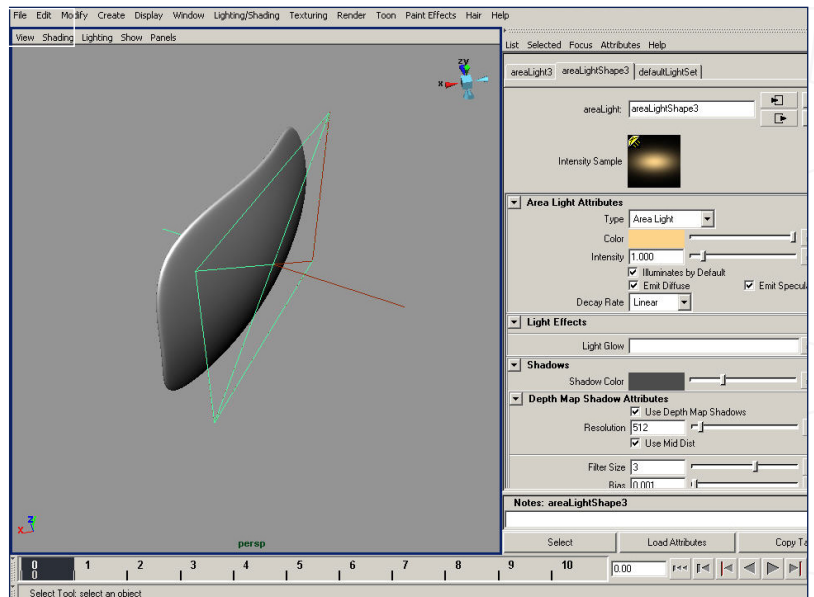 File Edit Modify Create Display Window Lighting/Shading Texturing Render Toon Paint Effects Hair Help
View Shading Lighting Show Panels
List Selected Focus Attributes Help
areaLight3 areaLightShape3 defaultLightSet
areaLight: areaLightShape3
Intensity Sample
Area Light Attributes
Type Area Light
Color
Intensity 1.000
Illuminates by Default
Emit Diffuse Emit Specula
Decay Rate Linear
Light Effects
Light Glow
Shadows
Shadow Color
Depth Map Shadow Attributes
Use Depth Map Shadows
Resolution 512
Use Mid Dist
Filter Size 3
Bias 0.001
Notes: areaLightShape3
Select Load Attributes Copy Ta
zy
x
z
x
persp
0 1 2 3 4 5 6 7 8 9 10 0.00
0
Select Tool: select an object